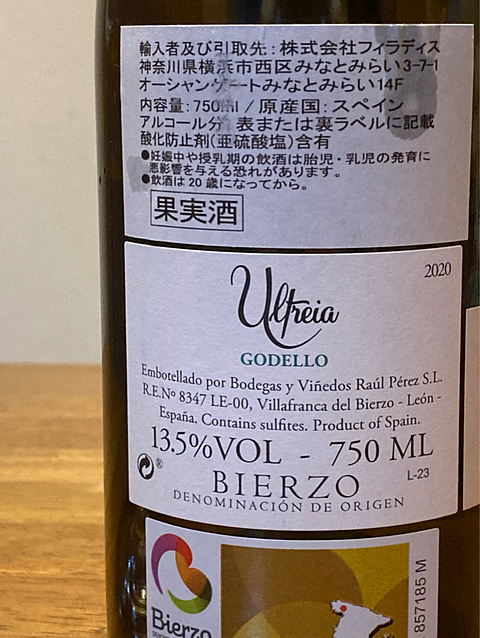 輸入者及び引取先：株式会社フィラディス
神奈川県横浜市西区みなとみらい3-7-1
オーシャンゲートみなとみらい14F
内容量：750ml / 原産国：スペイン
アルコール分：表または裏ラベルに記載
酸化防止剤(亜硫酸塩)含有
●妊娠中や授乳期の飲酒は胎児・乳児の発育に
悪影響を与える恐れがあります。
●飲酒は20歳になってから。
果実酒
2020
Ultreia
GODELLO
Embotellado por Bodegas y Viñedos Raúl Pérez S.L.
R.E.Nº 8347 LE-00, Villafranca del Bierzo - León -
España. Contains sulfites. Product of Spain.
13.5%VOL - 750 ML
®
L-23
BIERZO
DENOMINACIÓN DE ORIGEN
Bierzo
857185 M